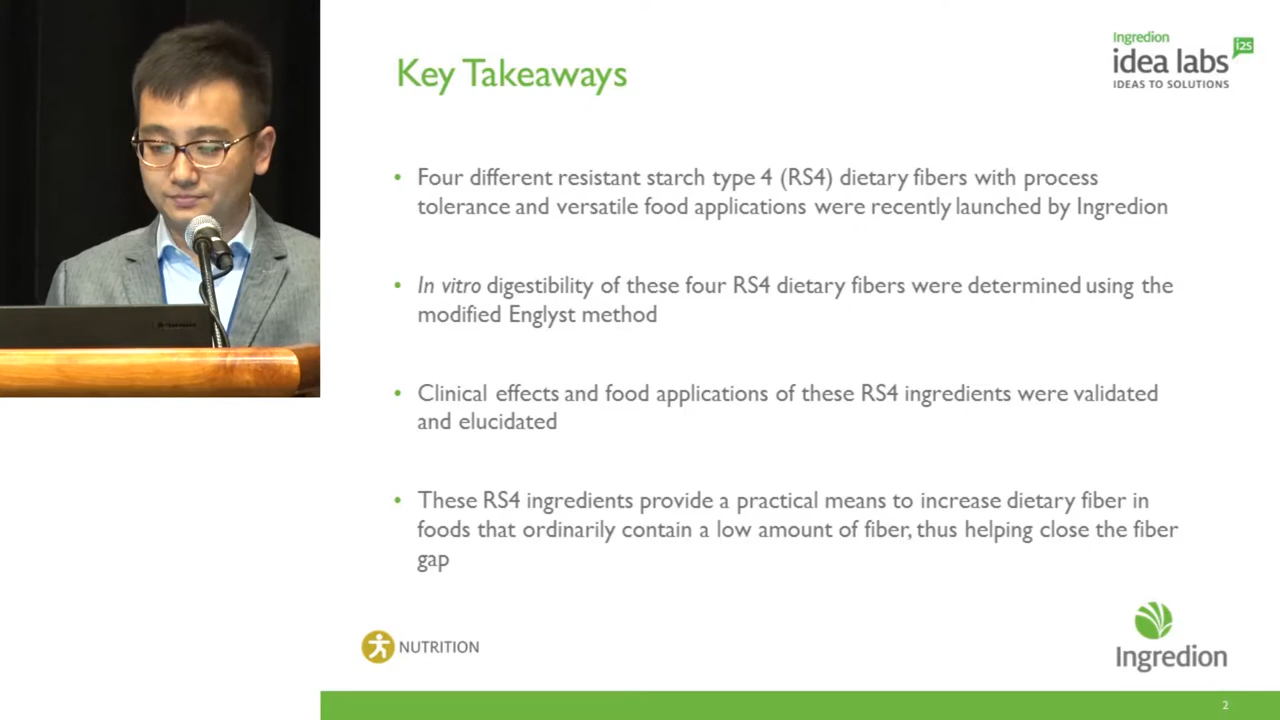 Key Takeaways
Ingredion
idea labs i2s
IDEAS TO SOLUTIONS
• Four different resistant starch type 4 (RS4) dietary fibers with process
tolerance and versatile food applications were recently launched by Ingredion
• In vitro digestibility of these four RS4 dietary fibers were determined using the
modified Englyst method
• Clinical effects and food applications of these RS4 ingredients were validated
and elucidated
• These RS4 ingredients provide a practical means to increase dietary fiber in
foods that ordinarily contain a low amount of fiber, thus helping close the fiber
gap
NUTRITION
Ingredion
2